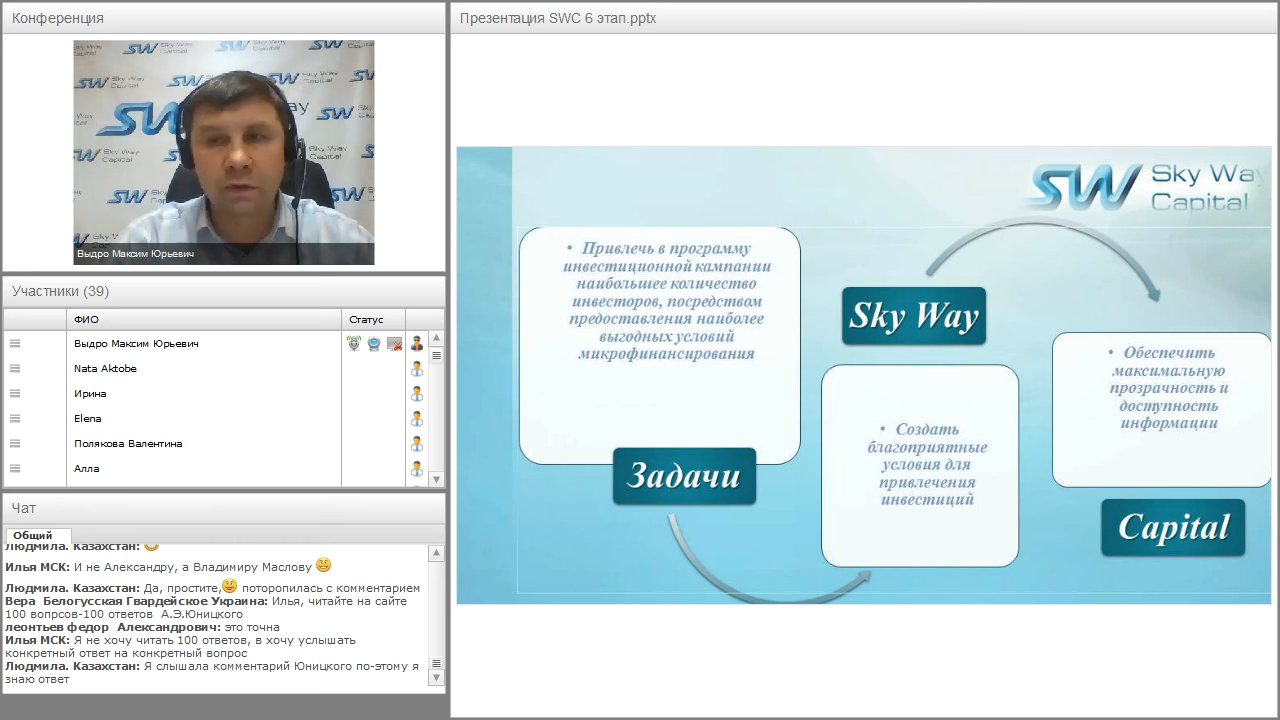 Конференция
SW Sky Way Capital
Выдро Максим Юрьевич
Участники (39)
ФИО
Статус
Выдро Максим Юрьевич
Nata Aktobe
Ирина
Elena
Полякова Валентина
Алла
Чат
Общий
Людмила. Казахстан:
Илья МСК: И не Александру, а Владимиру Маслову
Людмила. Казахстан: Да, простите, поторопилась с комментарием
Вера Белогусская Гвардейское Украина: Илья, читайте на сайте
100 вопрсов-100 ответов А.Э.Юницкого
леонтьев федор Александрович: это точна
Илья МСК: Я не хочу читать 100 ответов, в хочу услышать
конкретный ответ на конкретный вопрос
Людмила. Казахстан: Я слышала комментарий Юницкого по-этому я
знаю ответ
Презентация SWC 6 этап.pptx
SW Sky Way
Capital
• Привлечь в программу
инвестиционной кампании
наибольшее количество
инвесторов, посредством
предоставления наиболее
выгодных условий
микрофинансирования
Задачи
Sky Way
• Создать
благоприятные
условия для
привлечения
инвестиций
• Обеспечить
максимальную
прозрачность и
доступность
информации
Capital